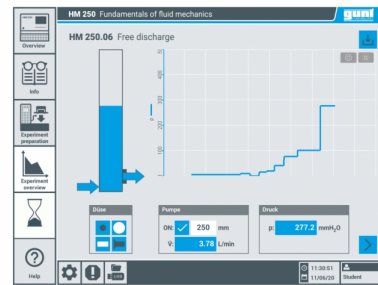 HM 250 Fundamentals of fluid mechanics
gunt
Overview
HM 250.06 Free discharge
Info
400
300
200
100
Experiment preparation
Experiment overview
Düse
Pumpe
Druck
ON: 250 mm
p: 277.2 mmH₂O
V̇: 3.78 L/min
Help
11:30:51
11/06/20
Student